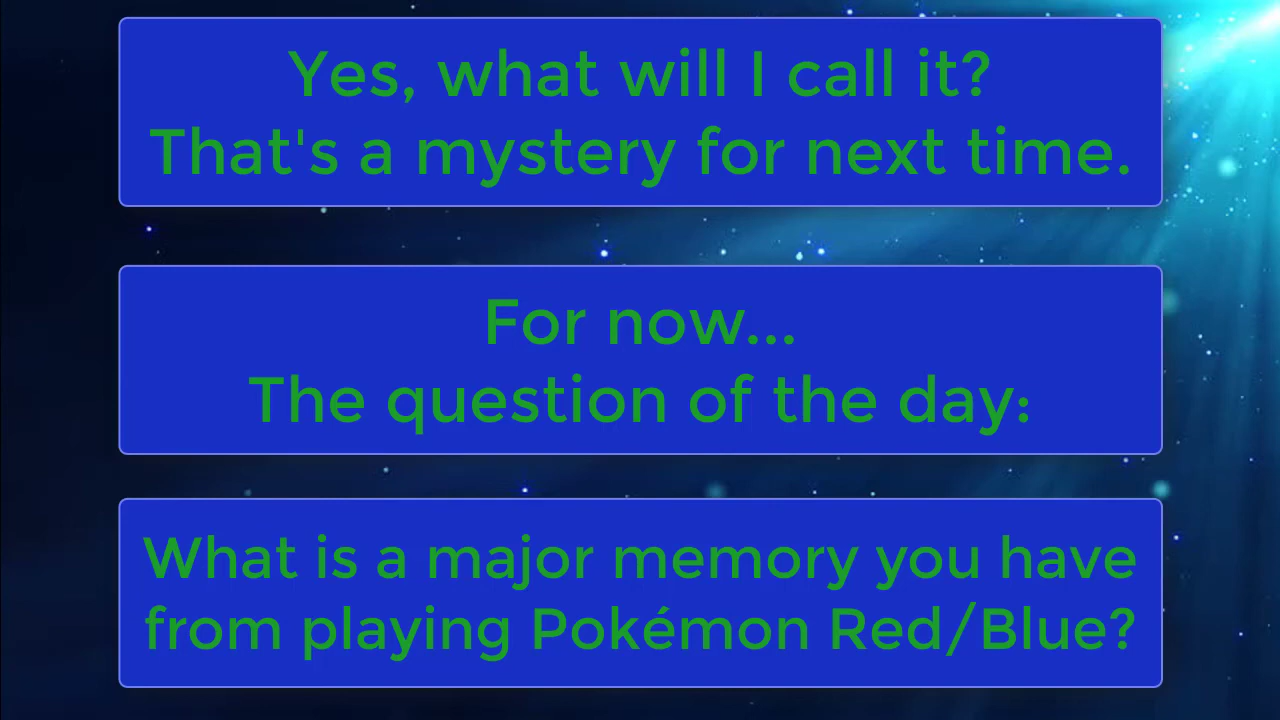 Yes, what will I call it?
That's a mystery for next time.
For now...
The question of the day:
What is a major memory you have
from playing Pokémon Red/Blue?